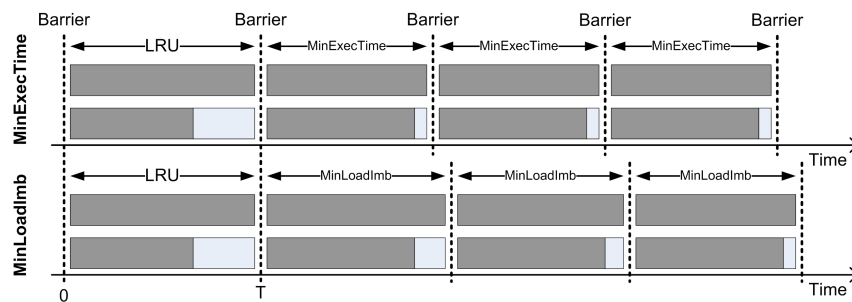 Barrier Barrier Barrier Barrier Barrier
LRU MinExecTime MinExecTime MinExecTime
MinExecTime
Time
LRU MinLoadImb MinLoadImb MinLoadImb
MinLoadImb
Time
0 T